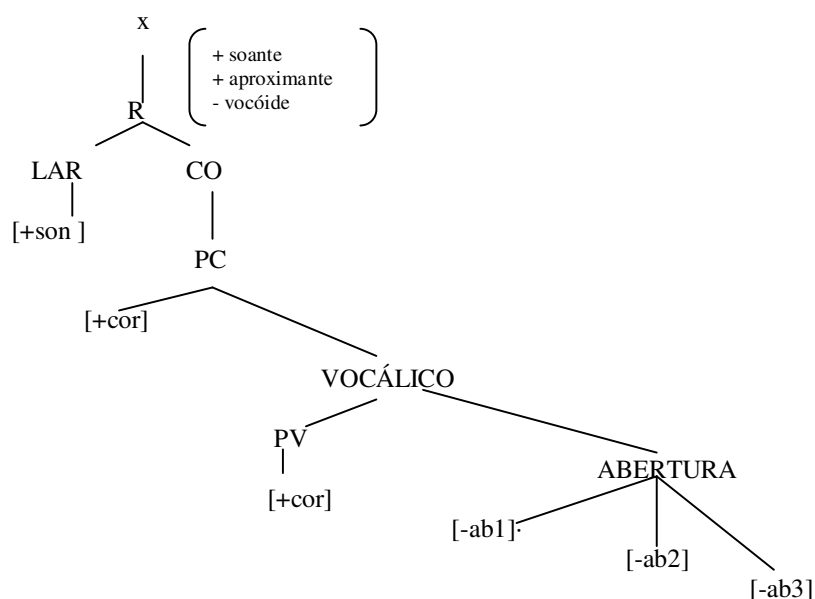 x
+ soante
+ aproximante
- vocóide
R
LAR
CO
[+son ]
PC
[+cor]
VOCÁLICO
PV
ABERTURA
[+cor]
[-ab1]·
[-ab2]
[-ab3]